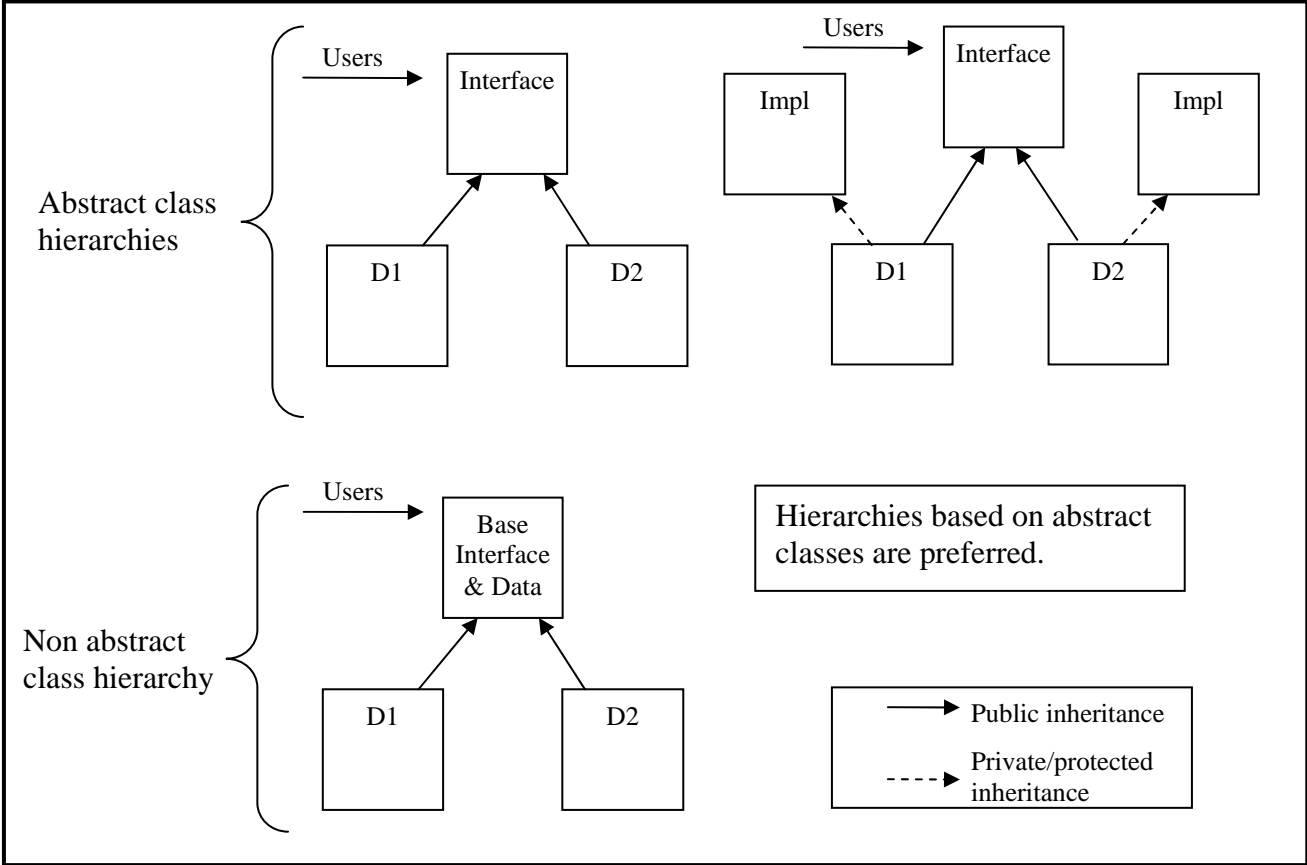 Users
Interface
D1
D2
Abstract class
hierarchies
Users
Interface
Impl
Impl
D1
D2
Users
Base
Interface
& Data
D1
D2
Non abstract
class hierarchy
Hierarchies based on abstract
classes are preferred.
Public inheritance
Private/protected
inheritance